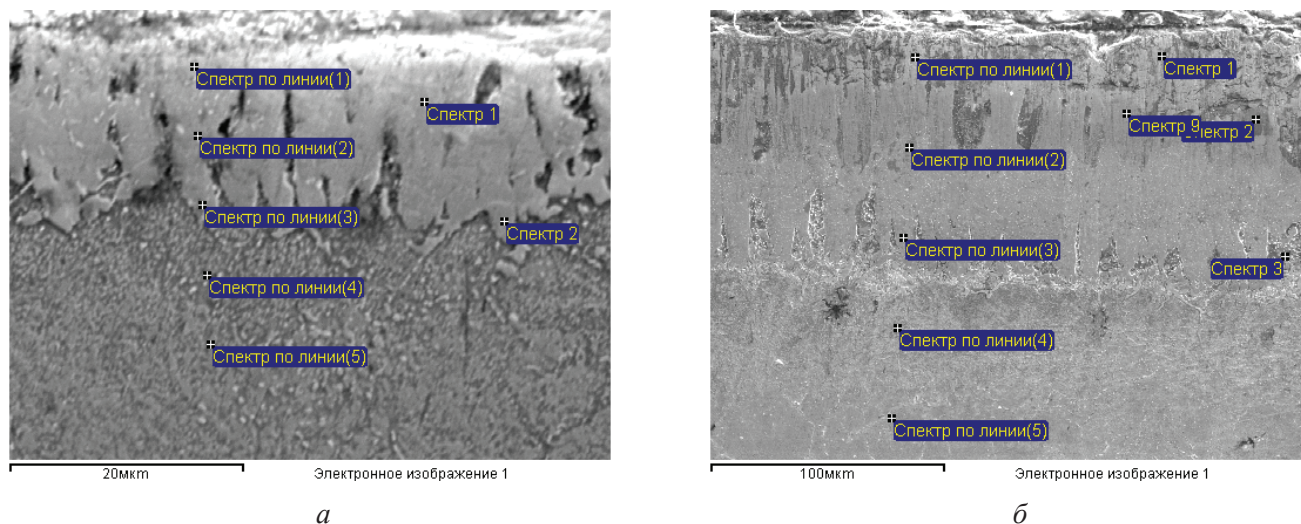 Спектр по линии(1)
Спектр 1
Спектр по линии(2)
Спектр по линии(3)
Спектр 2
Спектр по линии(4)
Спектр по линии(5)
20мкm
Электронное изображение 1
а
Спектр по линии(1)
Спектр 1
Спектр 9
Спектр 2
Спектр по линии(2)
Спектр по линии(3)
Спектр 3
Спектр по линии(4)
Спектр по линии(5)
100мкm
Электронное изображение 1
б